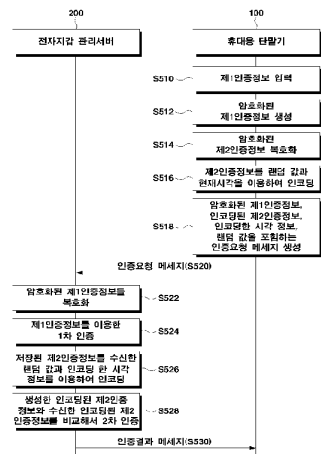 200
100
전자지갑 관리서버
휴대용 단말기
S510
제1인증정보 입력
S512
암호화된
제1인증정보 생성
S514
암호화된
제2인증정보 복호화
S516
제2인증정보를 랜덤 값과
현재시각을 이용하여 인코딩
S518
암호화된 제1인증정보,
인코딩된 제2인증정보,
인코딩한 시각 정보,
랜덤 값을 포함하는
인증요청 메세지 생성
인증요청 메세지(S520)
암호화된 제1인증정보를
복호화
S522
제1인증정보를 이용한
1차 인증
S524
저장된 제2인증정보를 수신한
랜덤 값과 인코딩 한 시각
정보를 이용하여 인코딩
S526
생성한 인코딩된 제2인증
정보와 수신한 인코딩된 제2
인증정보를 비교해서 2차 인증
S528
인증결과 메세지(S530)